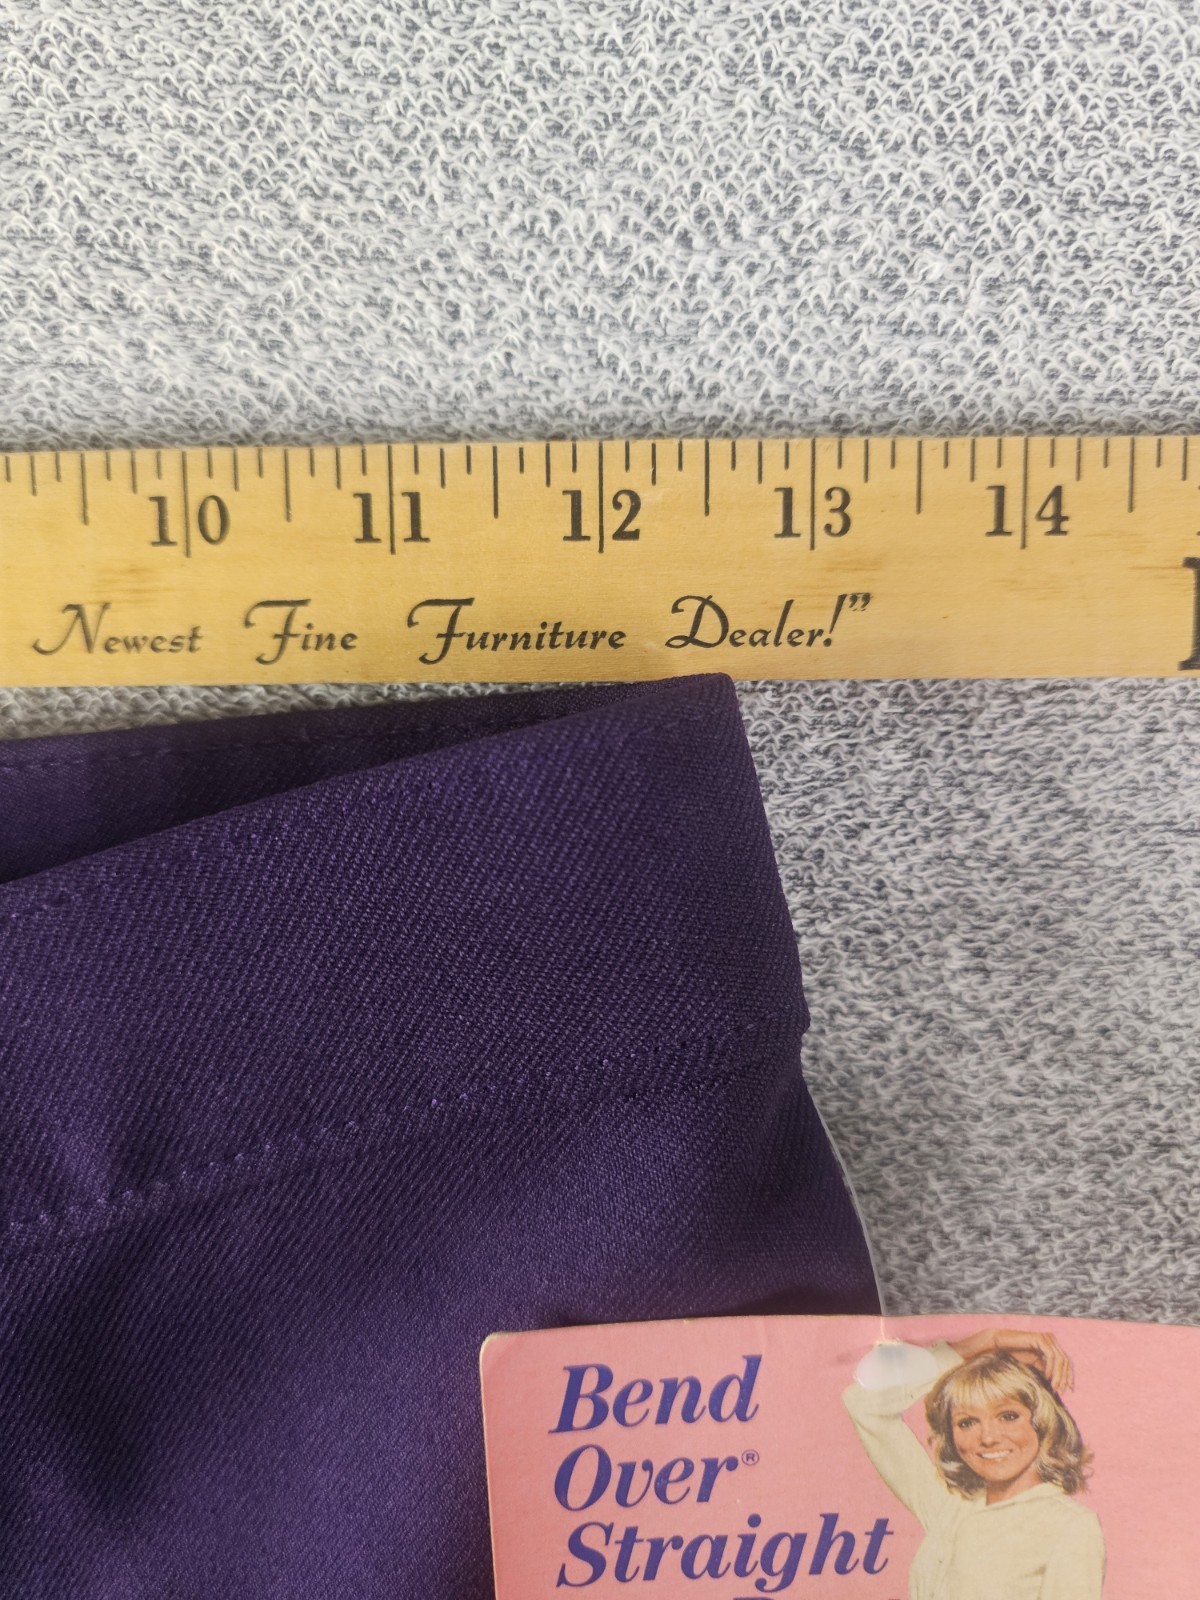 10 11 12 13 14
Newest Fine Furniture Dealer!”
Bend
Over®
Straight